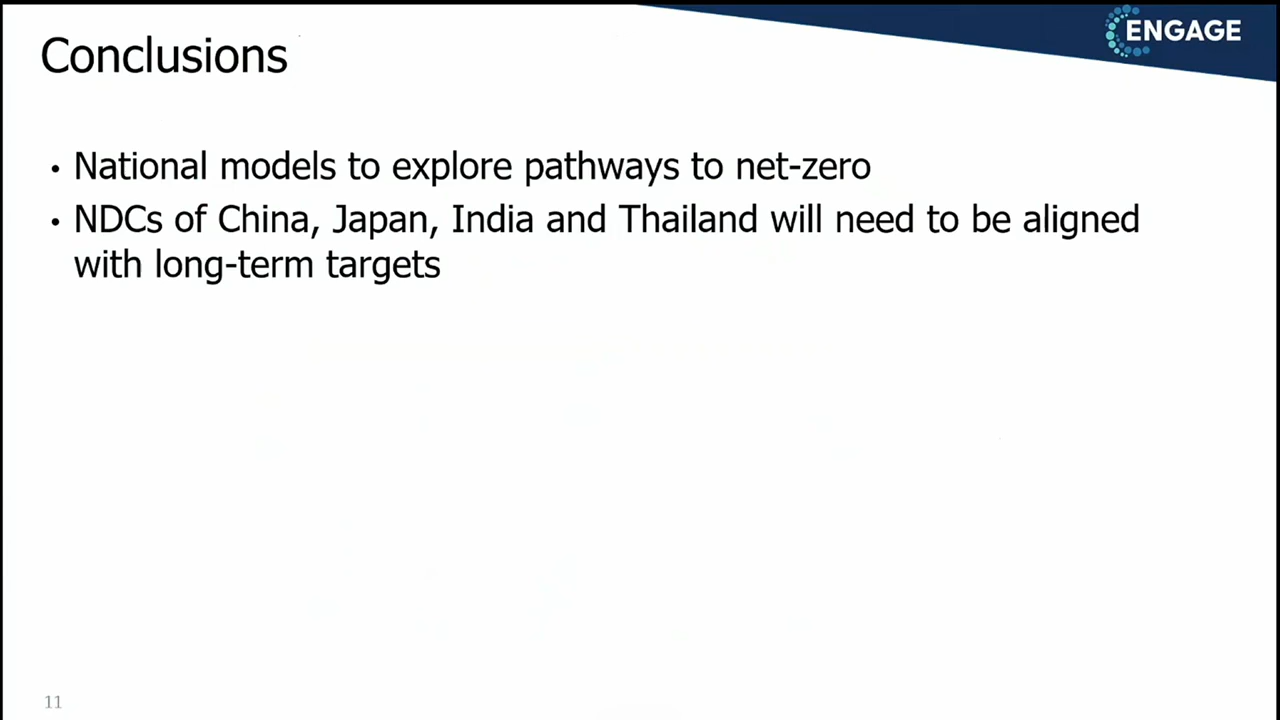 ENGAGE
Conclusions
• National models to explore pathways to net-zero
• NDCs of China, Japan, India and Thailand will need to be aligned
with long-term targets
11